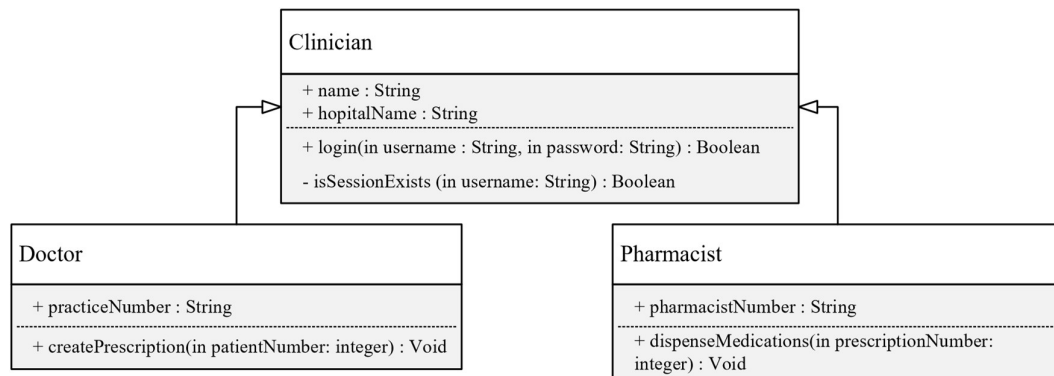 Clinician
+ name : String
+ hopitalName : String
+ login(in username : String, in password: String) : Boolean
- isSessionExists (in username: String) : Boolean
Doctor
+ practiceNumber : String
+ createPrescription(in patientNumber: integer) : Void
Pharmacist
+ pharmacistNumber : String
+ dispenseMedications(in prescriptionNumber:
integer) : Void